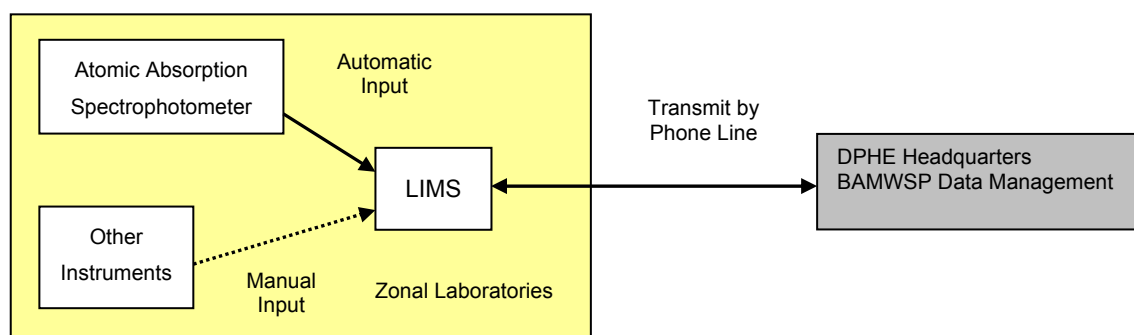 Atomic Absorption
Spectrophotometer
Automatic
Input
Transmit by
Phone Line
DPHE Headquarters
BAMWSP Data Management
LIMS
Other
Instruments
Manual
Input
Zonal Laboratories